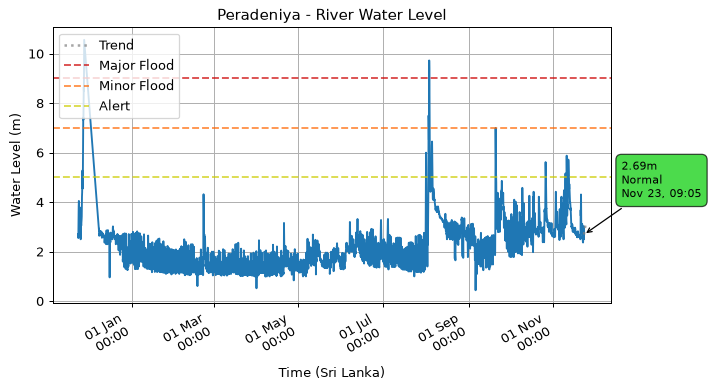 Peradeniya - River Water Level
Trend
Major Flood
Minor Flood
Alert
Water Level (m)
10
8
6
4
2
0
2.69m
Normal
Nov 23, 09:05
01 Jan
00:00
01 Mar
00:00
01 May
00:00
01 Jul
00:00
01 Sep
00:00
01 Nov
00:00
Time (Sri Lanka)